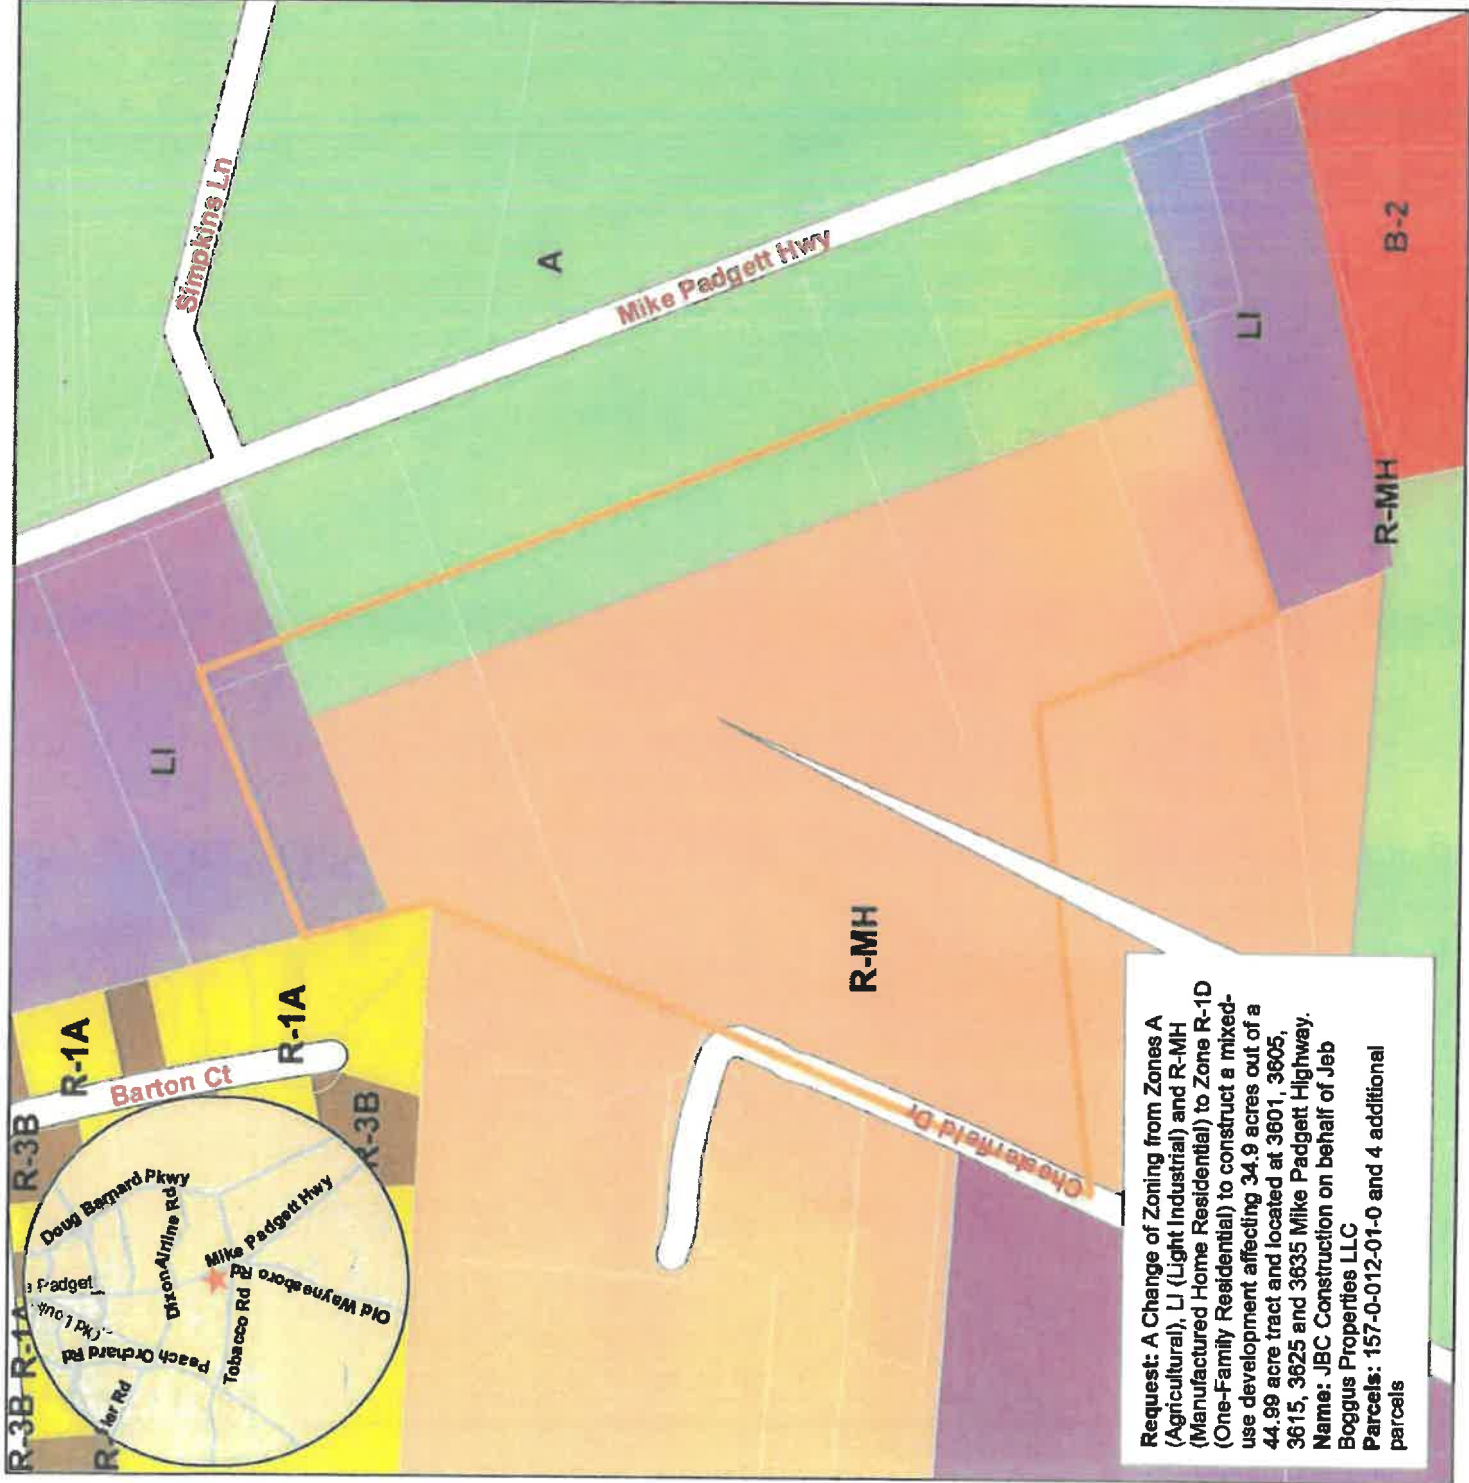 R-3B
R-1A
R-3B
R-1A
R-1A
R-3B
LI
A
LI
B-2
R-MH
R-MH
Simpkins Ln
Mike Padgett Hwy
Barton Ct
Chesterfield Dr
Doug Barnard Pkwy
Dixon Airline Rd
Mike Padgett Hwy
Old Waynesboro Rd
Tobacco Rd
Peach Orchard Rd
Padget
Request: A Change of Zoning from Zones A
(Agricultural), LI (Light Industrial) and R-MH
(Manufactured Home Residential) to Zone R-1D
(One-Family Residential) to construct a mixed-
use development affecting 34.9 acres out of a
44.99 acre tract and located at 3601, 3605,
3615, 3625 and 3635 Mike Padgett Highway.
Name: JBC Construction on behalf of Jeb
Boggus Properties LLC
Parcels: 157-0-012-01-0 and 4 additional
parcels